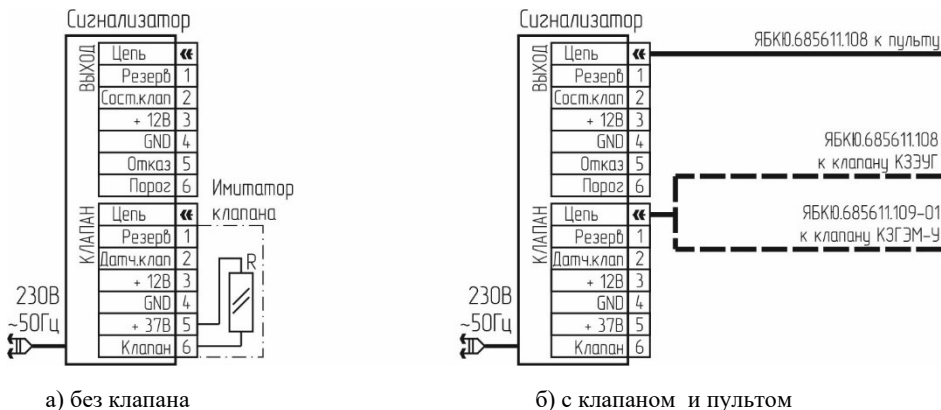 Сигнализатор
ВЫХОД
Цепь
Резерв 1
Сост.клап 2
+ 12В 3
GND 4
Отказ 5
Порог 6
КЛАПАН
Цепь
Резерв 1
Датч.клап 2
+ 12В 3
GND 4
+ 37В 5
Клапан 6
Имитатор
клапана
R
230В
~50Гц
а) без клапана
Сигнализатор
ВЫХОД
Цепь
Резерв 1
Сост.клап 2
+ 12В 3
GND 4
Отказ 5
Порог 6
КЛАПАН
Цепь
Резерв 1
Датч.клап 2
+ 12В 3
GND 4
+ 37В 5
Клапан 6
230В
~50Гц
ЯБКЮ.685611.108 к пульту
ЯБКЮ.685611.108
к клапану КЗЭУГ
ЯБКЮ.685611.109-01
к клапану КЗГЭМ-У
б) с клапаном и пультом